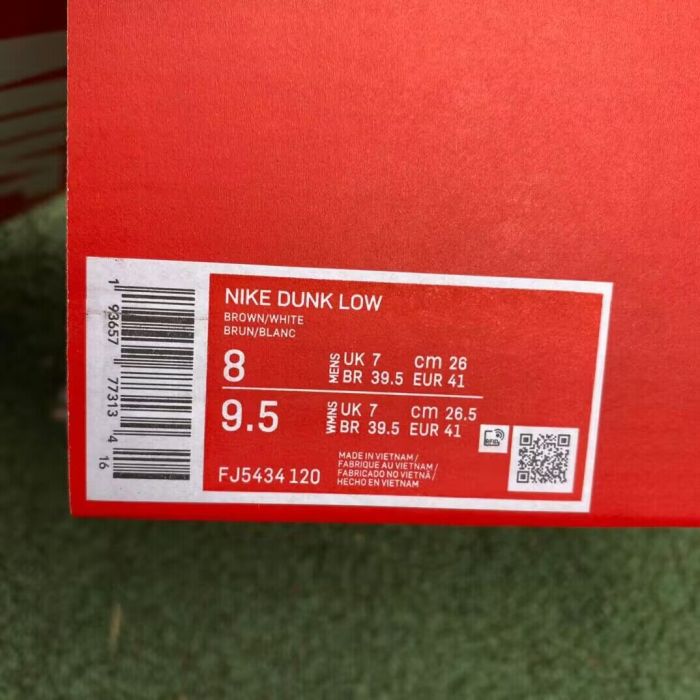 NIKE DUNK LOW
BROWN/WHITE
BRUN/BLANC
8 MENS UK 7 cm 26
BR 39.5 EUR 41
9.5 WMNS UK 7 cm 26.5
BR 39.5 EUR 41
FJ5434 120
MADE IN VIETNAM /
FABRIQUE AU VIETNAM /
FABRICADO NO VIETNÃ /
HECHO EN VIETNAM
RFID
1 93657 77313 4 16